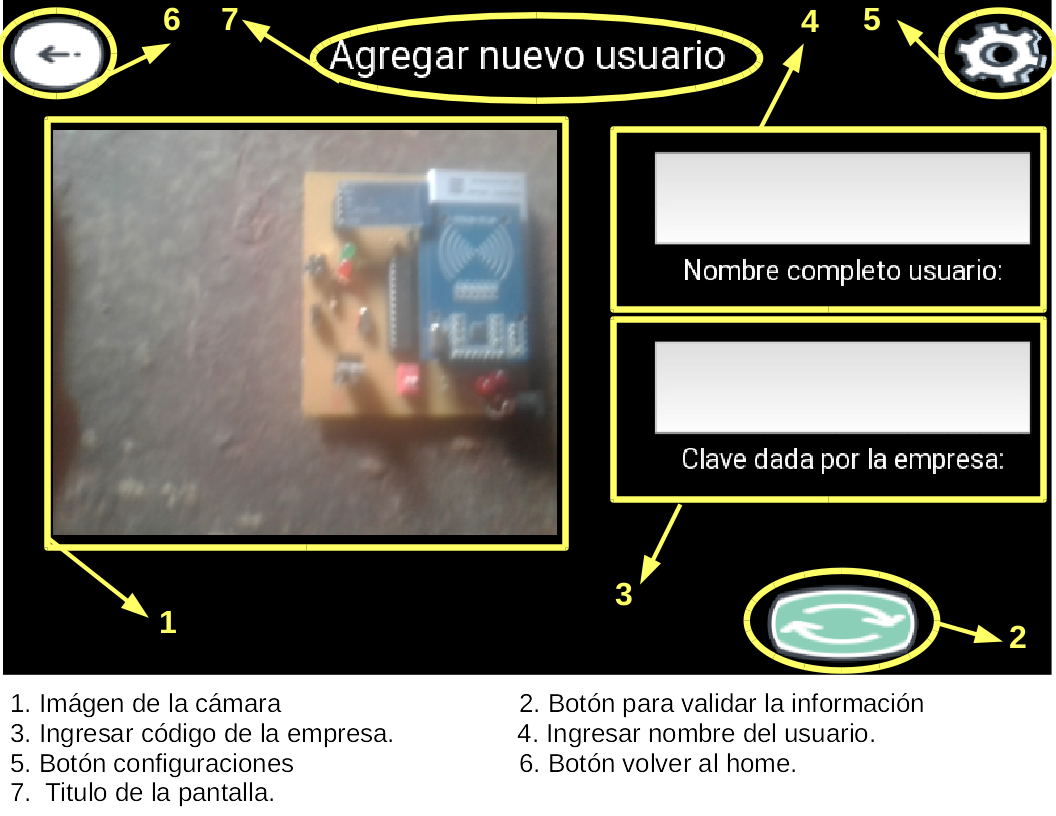 6 7 Agregar nuevo usuario 4 5
Nombre completo usuario:
Clave dada por la empresa:
3
1
2
1. Imágen de la cámara 2. Botón para validar la información
3. Ingresar código de la empresa. 4. Ingresar nombre del usuario.
5. Botón configuraciones 6. Botón volver al home.
7. Titulo de la pantalla.